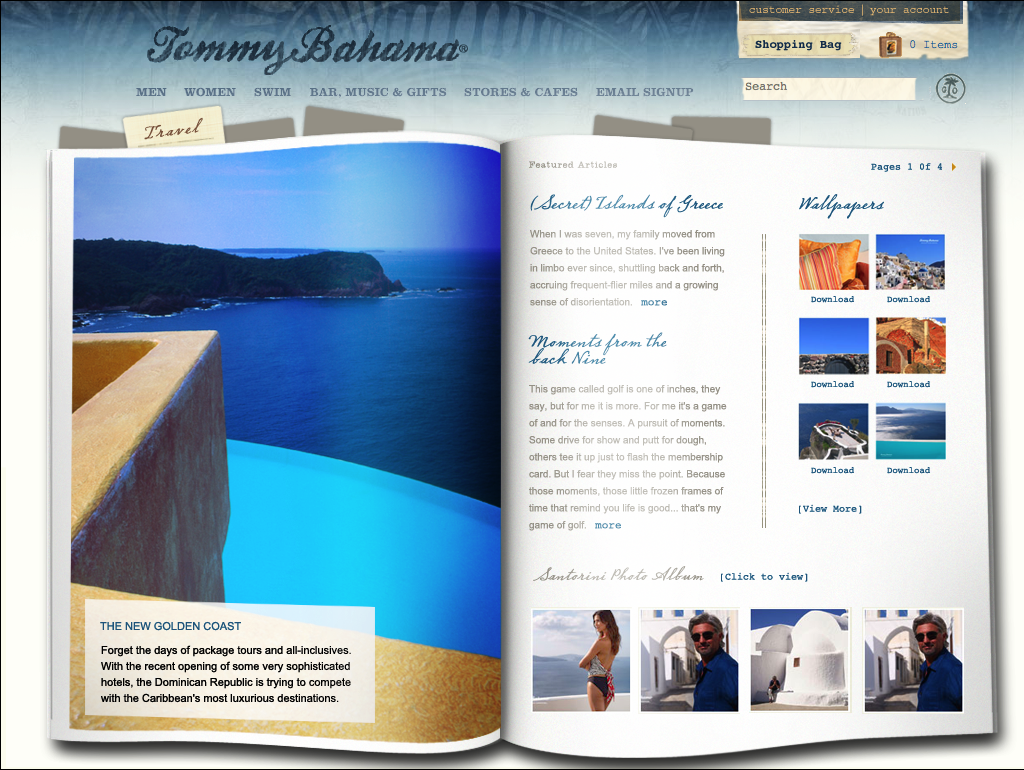 customer service | your account
Tommy Bahama®
Shopping Bag
0 Items
MEN WOMEN SWIM BAR, MUSIC & GIFTS STORES & CAFES EMAIL SIGNUP
Search
Travel
Featured Articles
Pages 1 Of 4
(Secret) Islands of Greece
When I was seven, my family moved from
Greece to the United States. I've been living
in limbo ever since, shuttling back and forth,
accruing frequent-flier miles and a growing
sense of disorientation. more
Moments from the
back Nine
This game called golf is one of inches, they
say, but for me it is more. For me it's a game
of and for the senses. A pursuit of moments.
Some drive for show and putt for dough,
others tee it up just to flash the membership
card. But I fear they miss the point. Because
those moments, those little frozen frames of
time that remind you life is good... that's my
game of golf. more
Wallpapers
Download Download
Download Download
Download Download
[View More]
Santorini Photo Album [Click to view]
THE NEW GOLDEN COAST
Forget the days of package tours and all-inclusives.
With the recent opening of some very sophisticated
hotels, the Dominican Republic is trying to compete
with the Caribbean's most luxurious destinations.